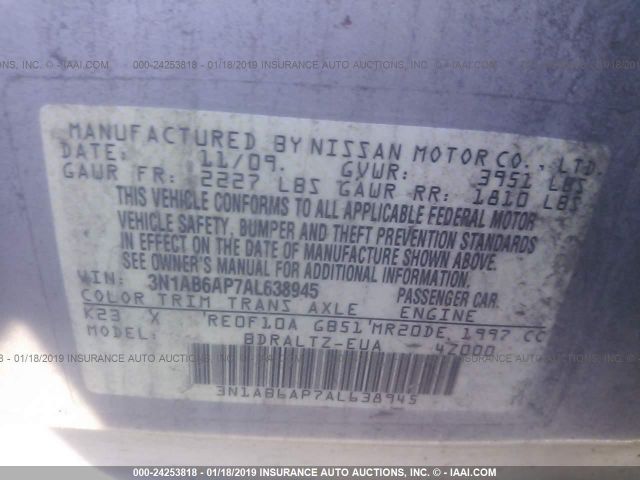 000-24253818 - 01/18/2019 INSURANCE AUTO AUCTIONS, INC. © - IAAI.COM
MANUFACTURED BY NISSAN MOTOR CO., LTD.
DATE: 11/09. GVWR: 3951 LBS
GAWR FR: 2227 LBS GAWR RR: 1810 LBS
THIS VEHICLE CONFORMS TO ALL APPLICABLE FEDERAL MOTOR
VEHICLE SAFETY, BUMPER AND THEFT PREVENTION STANDARDS
IN EFFECT ON THE DATE OF MANUFACTURE SHOWN ABOVE.
SEE OWNER'S MANUAL FOR ADDITIONAL INFORMATION.
VIN: 3N1AB6AP7AL638945 PASSENGER CAR
COLOR TRIM TRANS AXLE ENGINE
K23 X RE0F10A GB51 MR20DE 1997 CC
MODEL: BDRALTZ-EUA 47000
3N1AB6AP7AL638945
000-24253818 - 01/18/2019 INSURANCE AUTO AUCTIONS, INC. © - IAAI.COM
000-24253818 - 01/18/2019 INSURANCE AUTO AUCTIONS, INC. © - IAAI.COM